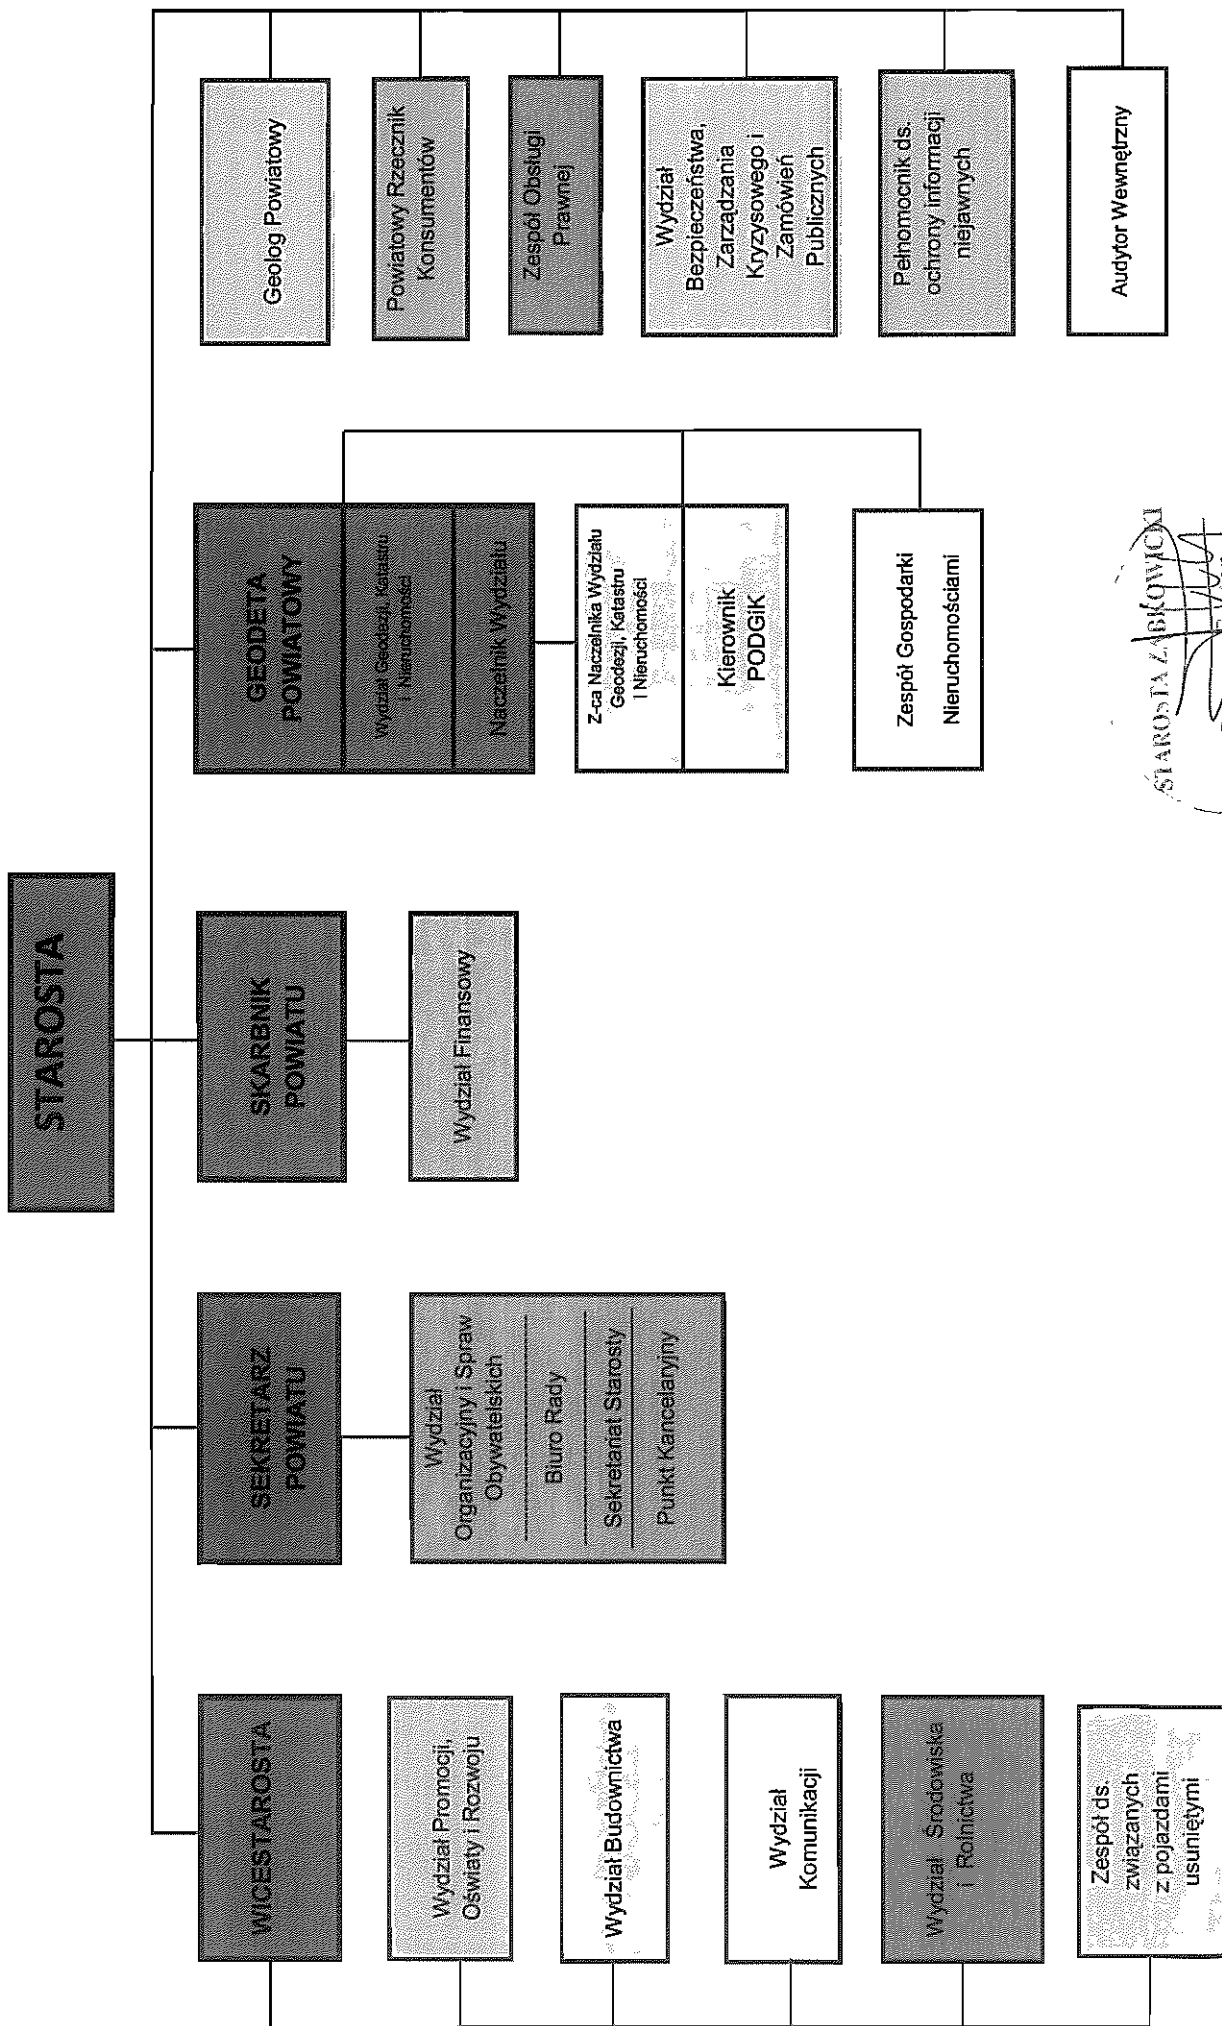 STAROSTA
WICESTAROSTA
Wydział Promocji,
Oświaty i Rozwoju
Wydział Budownictwa
Wydział
Komunikacji
Wydział Środowiska
i Rolnictwa
Zespół ds.
związanych
z pojazdami
usuniętymi
SEKRETARZ
POWIATU
Wydział
Organizacyjny i Spraw
Obywatelskich
Biuro Rady
Sekretariat Starosty
Punkt Kancelaryjny
SKARBNIK
POWIATU
Wydział Finansowy
GEODETA
POWIATOWY
Wydział Geodezji, Katastru
I Nieruchomości
Naczelnik Wydziału
Z-ca Naczelnika Wydziału
Geodezji, Katastru
I Nieruchomości
Kierownik
PODGiK
Zespół Gospodarki
Nieruchomościami
Geolog Powiatowy
Powiatowy Rzecznik
Konsumentów
Zespół Obsługi
Prawnej
Wydział
Bezpieczeństwa,
Zarządzania
Kryzysowego i
Zamówień
Publicznych
Pełnomocnik ds.
ochrony informacji
niejawnych
Audytor Wewnętrzny
STAROSTA ZĄBKOWICKI